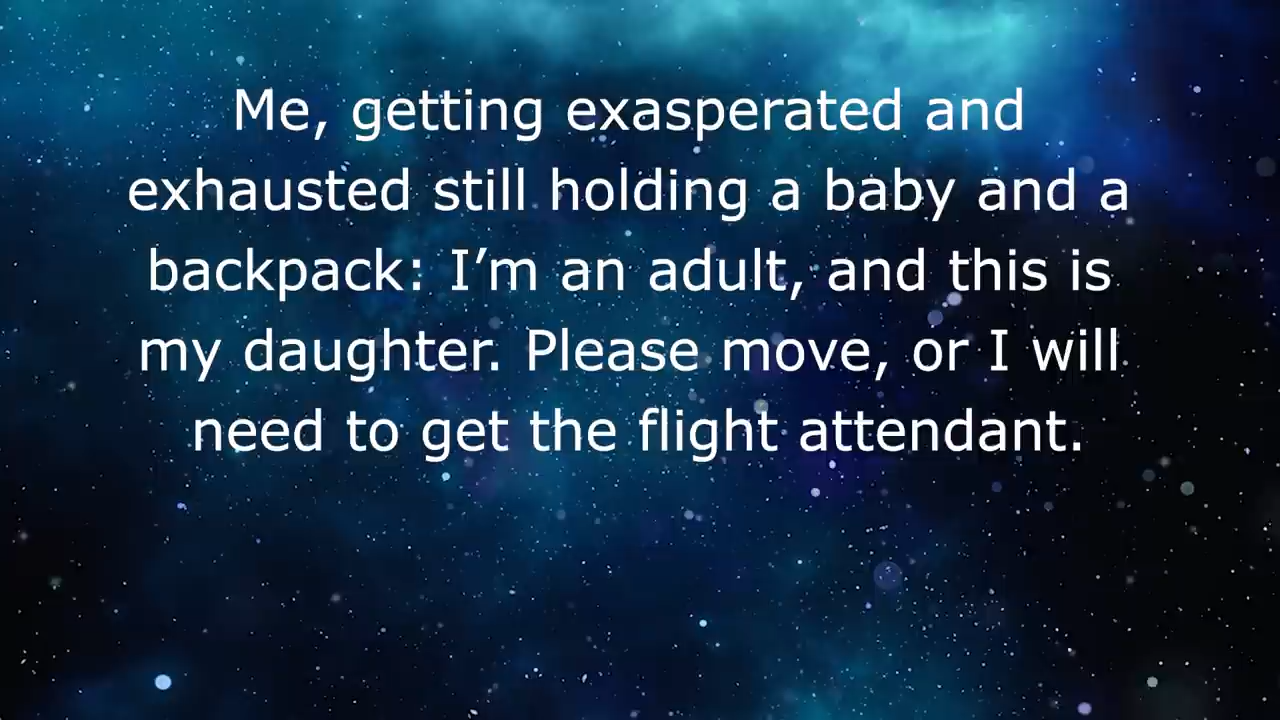 Me, getting exasperated and
exhausted still holding a baby and a
backpack: I’m an adult, and this is
my daughter. Please move, or I will
need to get the flight attendant.